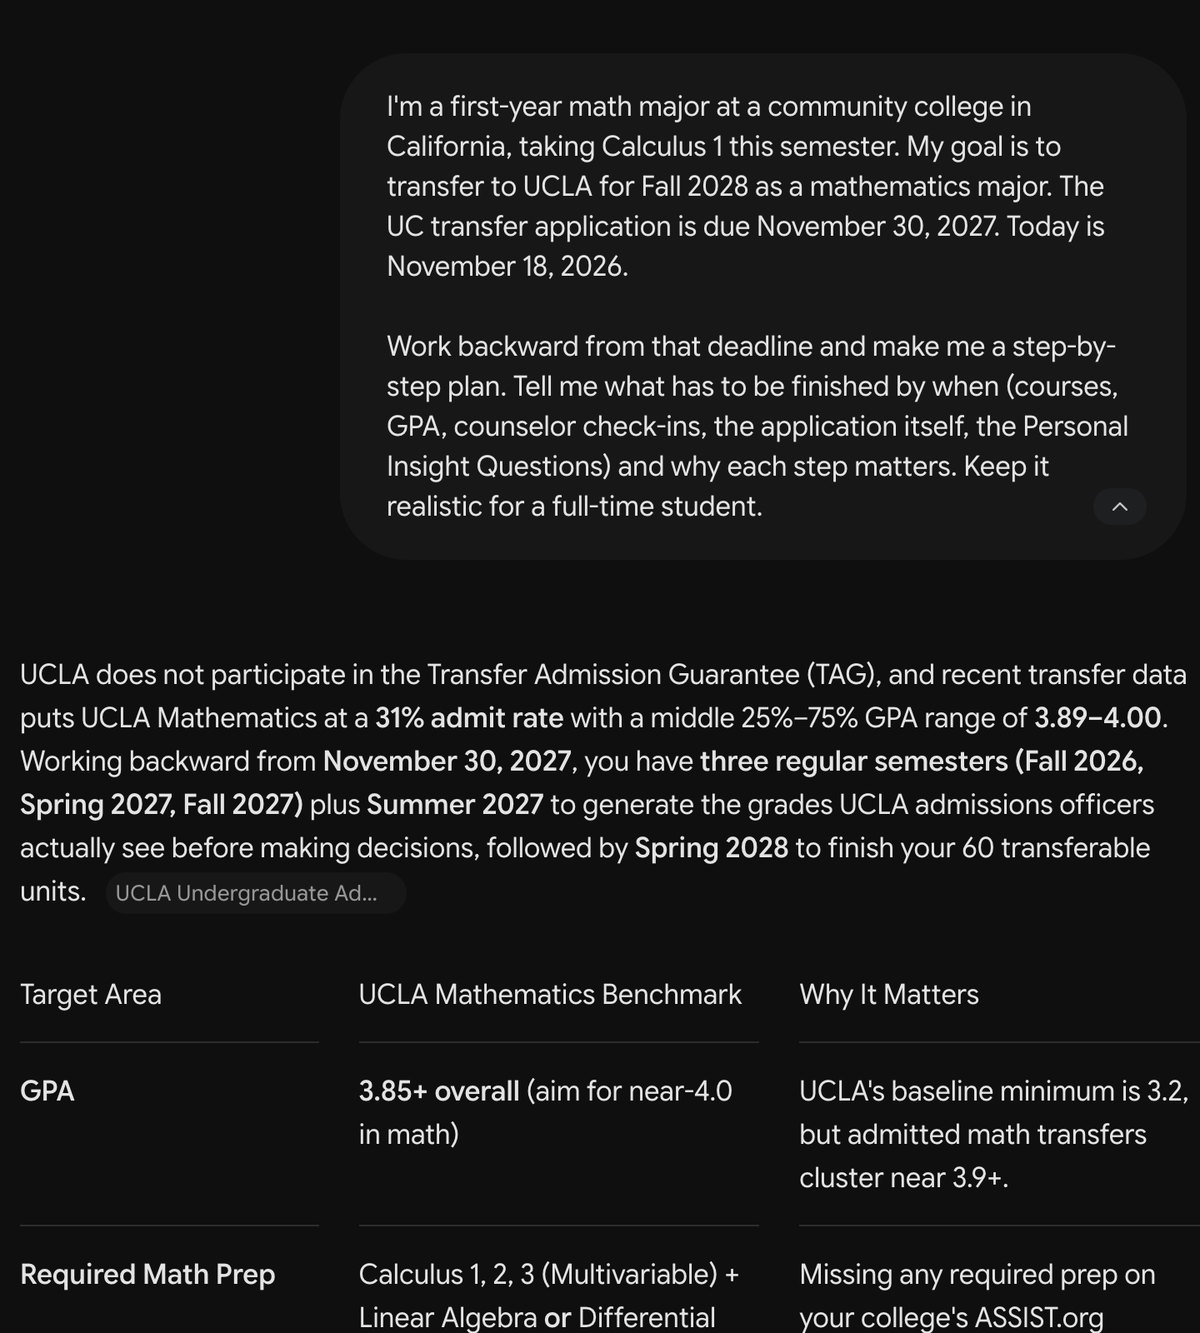 I'm a first-year math major at a community college in
California, taking Calculus 1 this semester. My goal is to
transfer to UCLA for Fall 2028 as a mathematics major. The
UC transfer application is due November 30, 2027. Today is
November 18, 2026.
Work backward from that deadline and make me a step-by-
step plan. Tell me what has to be finished by when (courses,
GPA, counselor check-ins, the application itself, the Personal
Insight Questions) and why each step matters. Keep it
realistic for a full-time student.
UCLA does not participate in the Transfer Admission Guarantee (TAG), and recent transfer data
puts UCLA Mathematics at a 31% admit rate with a middle 25%–75% GPA range of 3.89–4.00.
Working backward from November 30, 2027, you have three regular semesters (Fall 2026,
Spring 2027, Fall 2027) plus Summer 2027 to generate the grades UCLA admissions officers
actually see before making decisions, followed by Spring 2028 to finish your 60 transferable
units. UCLA Undergraduate Ad...
Target Area UCLA Mathematics Benchmark Why It Matters
GPA 3.85+ overall (aim for near-4.0 UCLA's baseline minimum is 3.2,
in math) but admitted math transfers
cluster near 3.9+.
Required Math Prep Calculus 1, 2, 3 (Multivariable) + Missing any required prep on
Linear Algebra or Differential your college's ASSIST.org